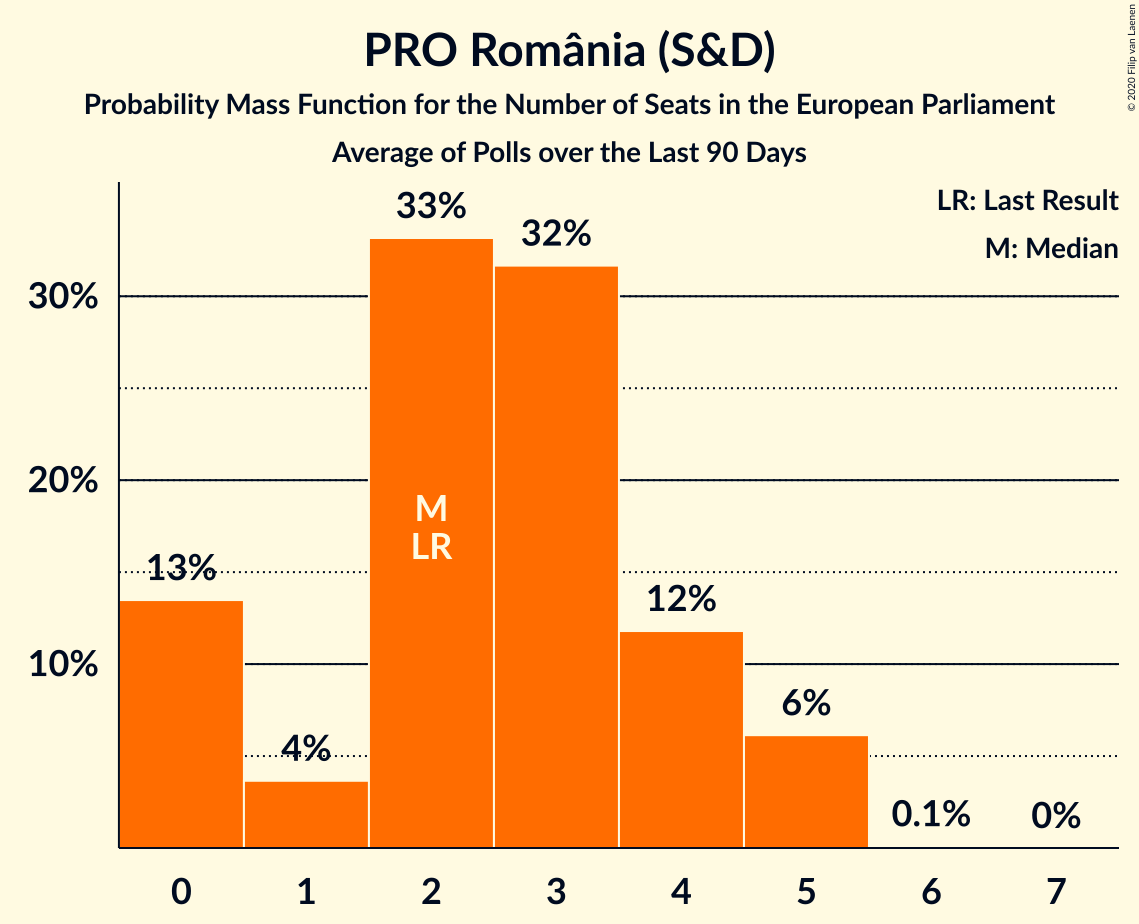 PRO România (S&D)
Probability Mass Function for the Number of Seats in the European Parliament
Average of Polls over the Last 90 Days
© 2020 Filip van Laenen
LR: Last Result
M: Median
33%
32%
30%
20%
M
LR
13%
12%
10%
6%
4%
0.1%
0%
0 1 2 3 4 5 6 7